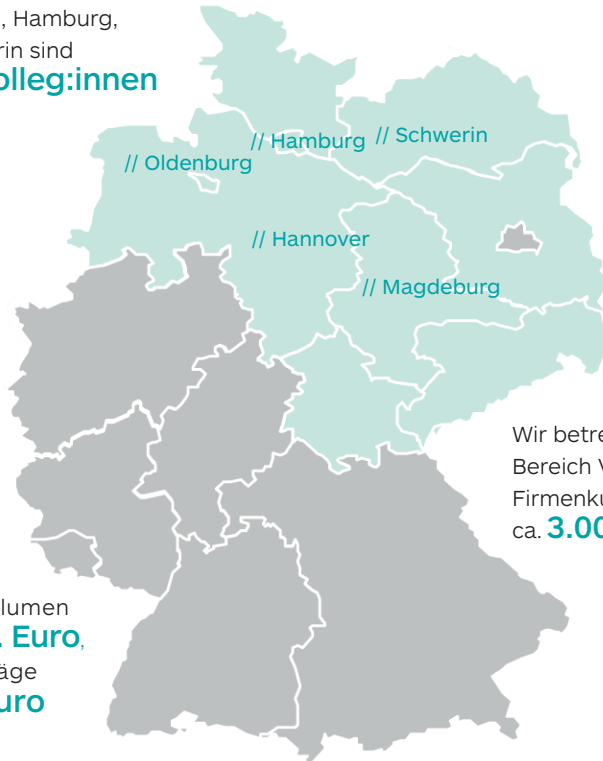 , Hamburg,
rin sind
olleg:innen
// Hamburg
// Schwerin
// Oldenburg
// Hannover
// Magdeburg
Wir betre
Bereich V
Firmenku
ca. 3.00
lumen
. Euro,
äge
uro